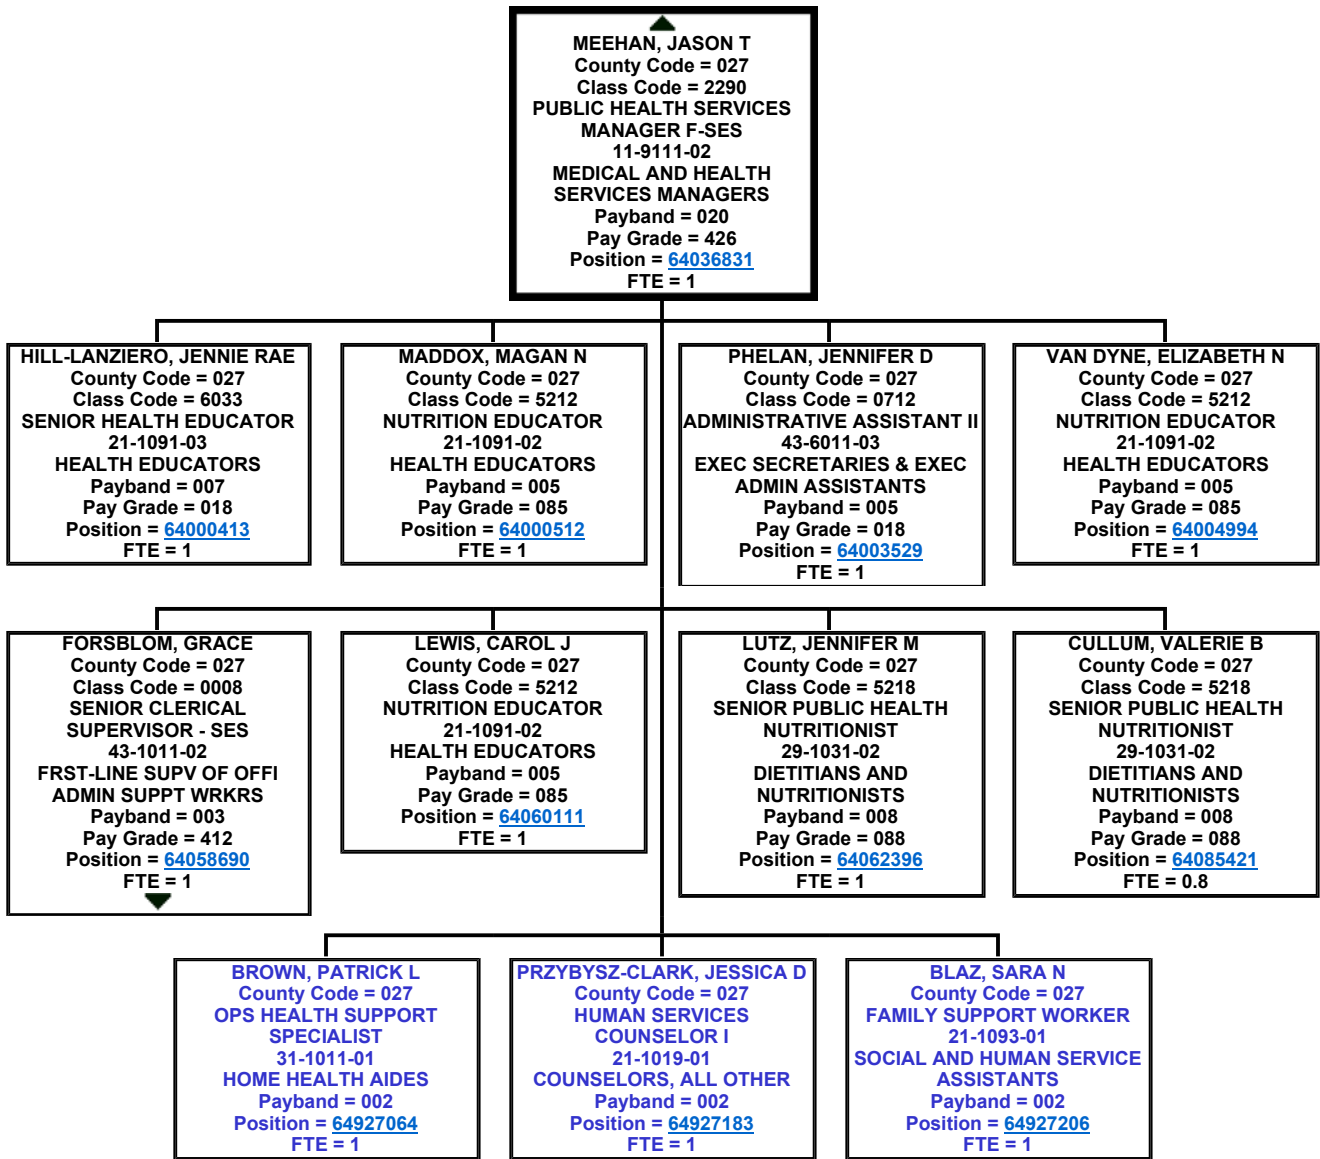 MEEHAN, JASON T
County Code = 027
Class Code = 2290
PUBLIC HEALTH SERVICES
MANAGER F-SES
11-9111-02
MEDICAL AND HEALTH
SERVICES MANAGERS
Payband = 020
Pay Grade = 426
Position = 64036831
FTE = 1
HILL-LANZIERO, JENNIE RAE
County Code = 027
Class Code = 6033
SENIOR HEALTH EDUCATOR
21-1091-03
HEALTH EDUCATORS
Payband = 007
Pay Grade = 018
Position = 64000413
FTE = 1
MADDOX, MAGAN N
County Code = 027
Class Code = 5212
NUTRITION EDUCATOR
21-1091-02
HEALTH EDUCATORS
Payband = 005
Pay Grade = 085
Position = 64000512
FTE = 1
PHELAN, JENNIFER D
County Code = 027
Class Code = 0712
ADMINISTRATIVE ASSISTANT II
43-6011-03
EXEC SECRETARIES & EXEC
ADMIN ASSISTANTS
Payband = 005
Pay Grade = 018
Position = 64003529
FTE = 1
VAN DYNE, ELIZABETH N
County Code = 027
Class Code = 5212
NUTRITION EDUCATOR
21-1091-02
HEALTH EDUCATORS
Payband = 005
Pay Grade = 085
Position = 64004994
FTE = 1
FORSBLOM, GRACE
County Code = 027
Class Code = 0008
SENIOR CLERICAL
SUPERVISOR - SES
43-1011-02
FRST-LINE SUPV OF OFFI
ADMIN SUPPT WRKRS
Payband = 003
Pay Grade = 412
Position = 64058690
FTE = 1
LEWIS, CAROL J
County Code = 027
Class Code = 5212
NUTRITION EDUCATOR
21-1091-02
HEALTH EDUCATORS
Payband = 005
Pay Grade = 085
Position = 64060111
FTE = 1
LUTZ, JENNIFER M
County Code = 027
Class Code = 5218
SENIOR PUBLIC HEALTH
NUTRITIONIST
29-1031-02
DIETITIANS AND
NUTRITIONISTS
Payband = 008
Pay Grade = 088
Position = 64062396
FTE = 1
CULLUM, VALERIE B
County Code = 027
Class Code = 5218
SENIOR PUBLIC HEALTH
NUTRITIONIST
29-1031-02
DIETITIANS AND
NUTRITIONISTS
Payband = 008
Pay Grade = 088
Position = 64085421
FTE = 0.8
BROWN, PATRICK L
County Code = 027
OPS HEALTH SUPPORT
SPECIALIST
31-1011-01
HOME HEALTH AIDES
Payband = 002
Position = 64927064
FTE = 1
PRZYBYSZ-CLARK, JESSICA D
County Code = 027
HUMAN SERVICES
COUNSELOR I
21-1019-01
COUNSELORS, ALL OTHER
Payband = 002
Position = 64927183
FTE = 1
BLAZ, SARA N
County Code = 027
FAMILY SUPPORT WORKER
21-1093-01
SOCIAL AND HUMAN SERVICE
ASSISTANTS
Payband = 002
Position = 64927206
FTE = 1